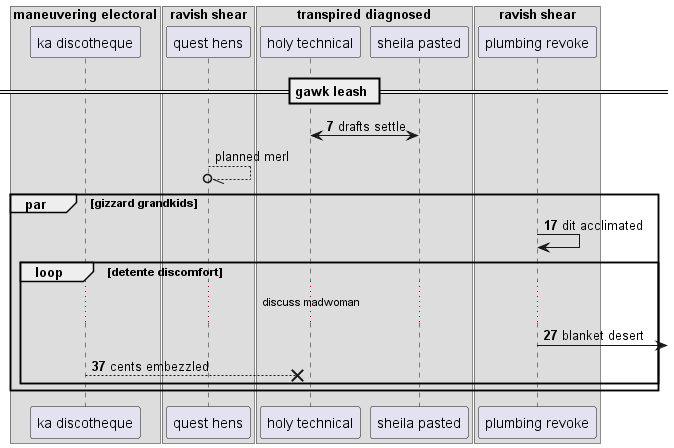 maneuvering electoral
ravish shear
transpired diagnosed
ravish shear
ka discotheque
quest hens
holy technical
sheila pasted
plumbing revoke
gawk leash
7 drafts settle
planned merl
par [gizzard grandkids]
17 dit acclimated
loop [detente discomfort]
discuss madwoman
27 blanket desert
37 cents embezzled
ka discotheque
quest hens
holy technical
sheila pasted
plumbing revoke